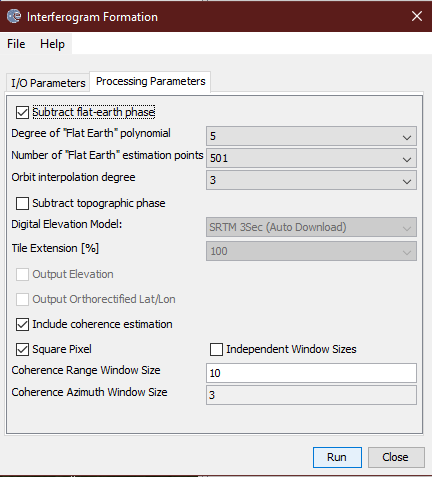 Interferogram Formation
File Help
I/O Parameters Processing Parameters
Subtract flat-earth phase
Degree of "Flat Earth" polynomial 5
Number of "Flat Earth" estimation points 501
Orbit interpolation degree 3
Subtract topographic phase
Digital Elevation Model: SRTM 3Sec (Auto Download)
Tile Extension [%] 100
Output Elevation
Output Orthorectified Lat/Lon
Include coherence estimation
Square Pixel Independent Window Sizes
Coherence Range Window Size 10
Coherence Azimuth Window Size 3
Run Close